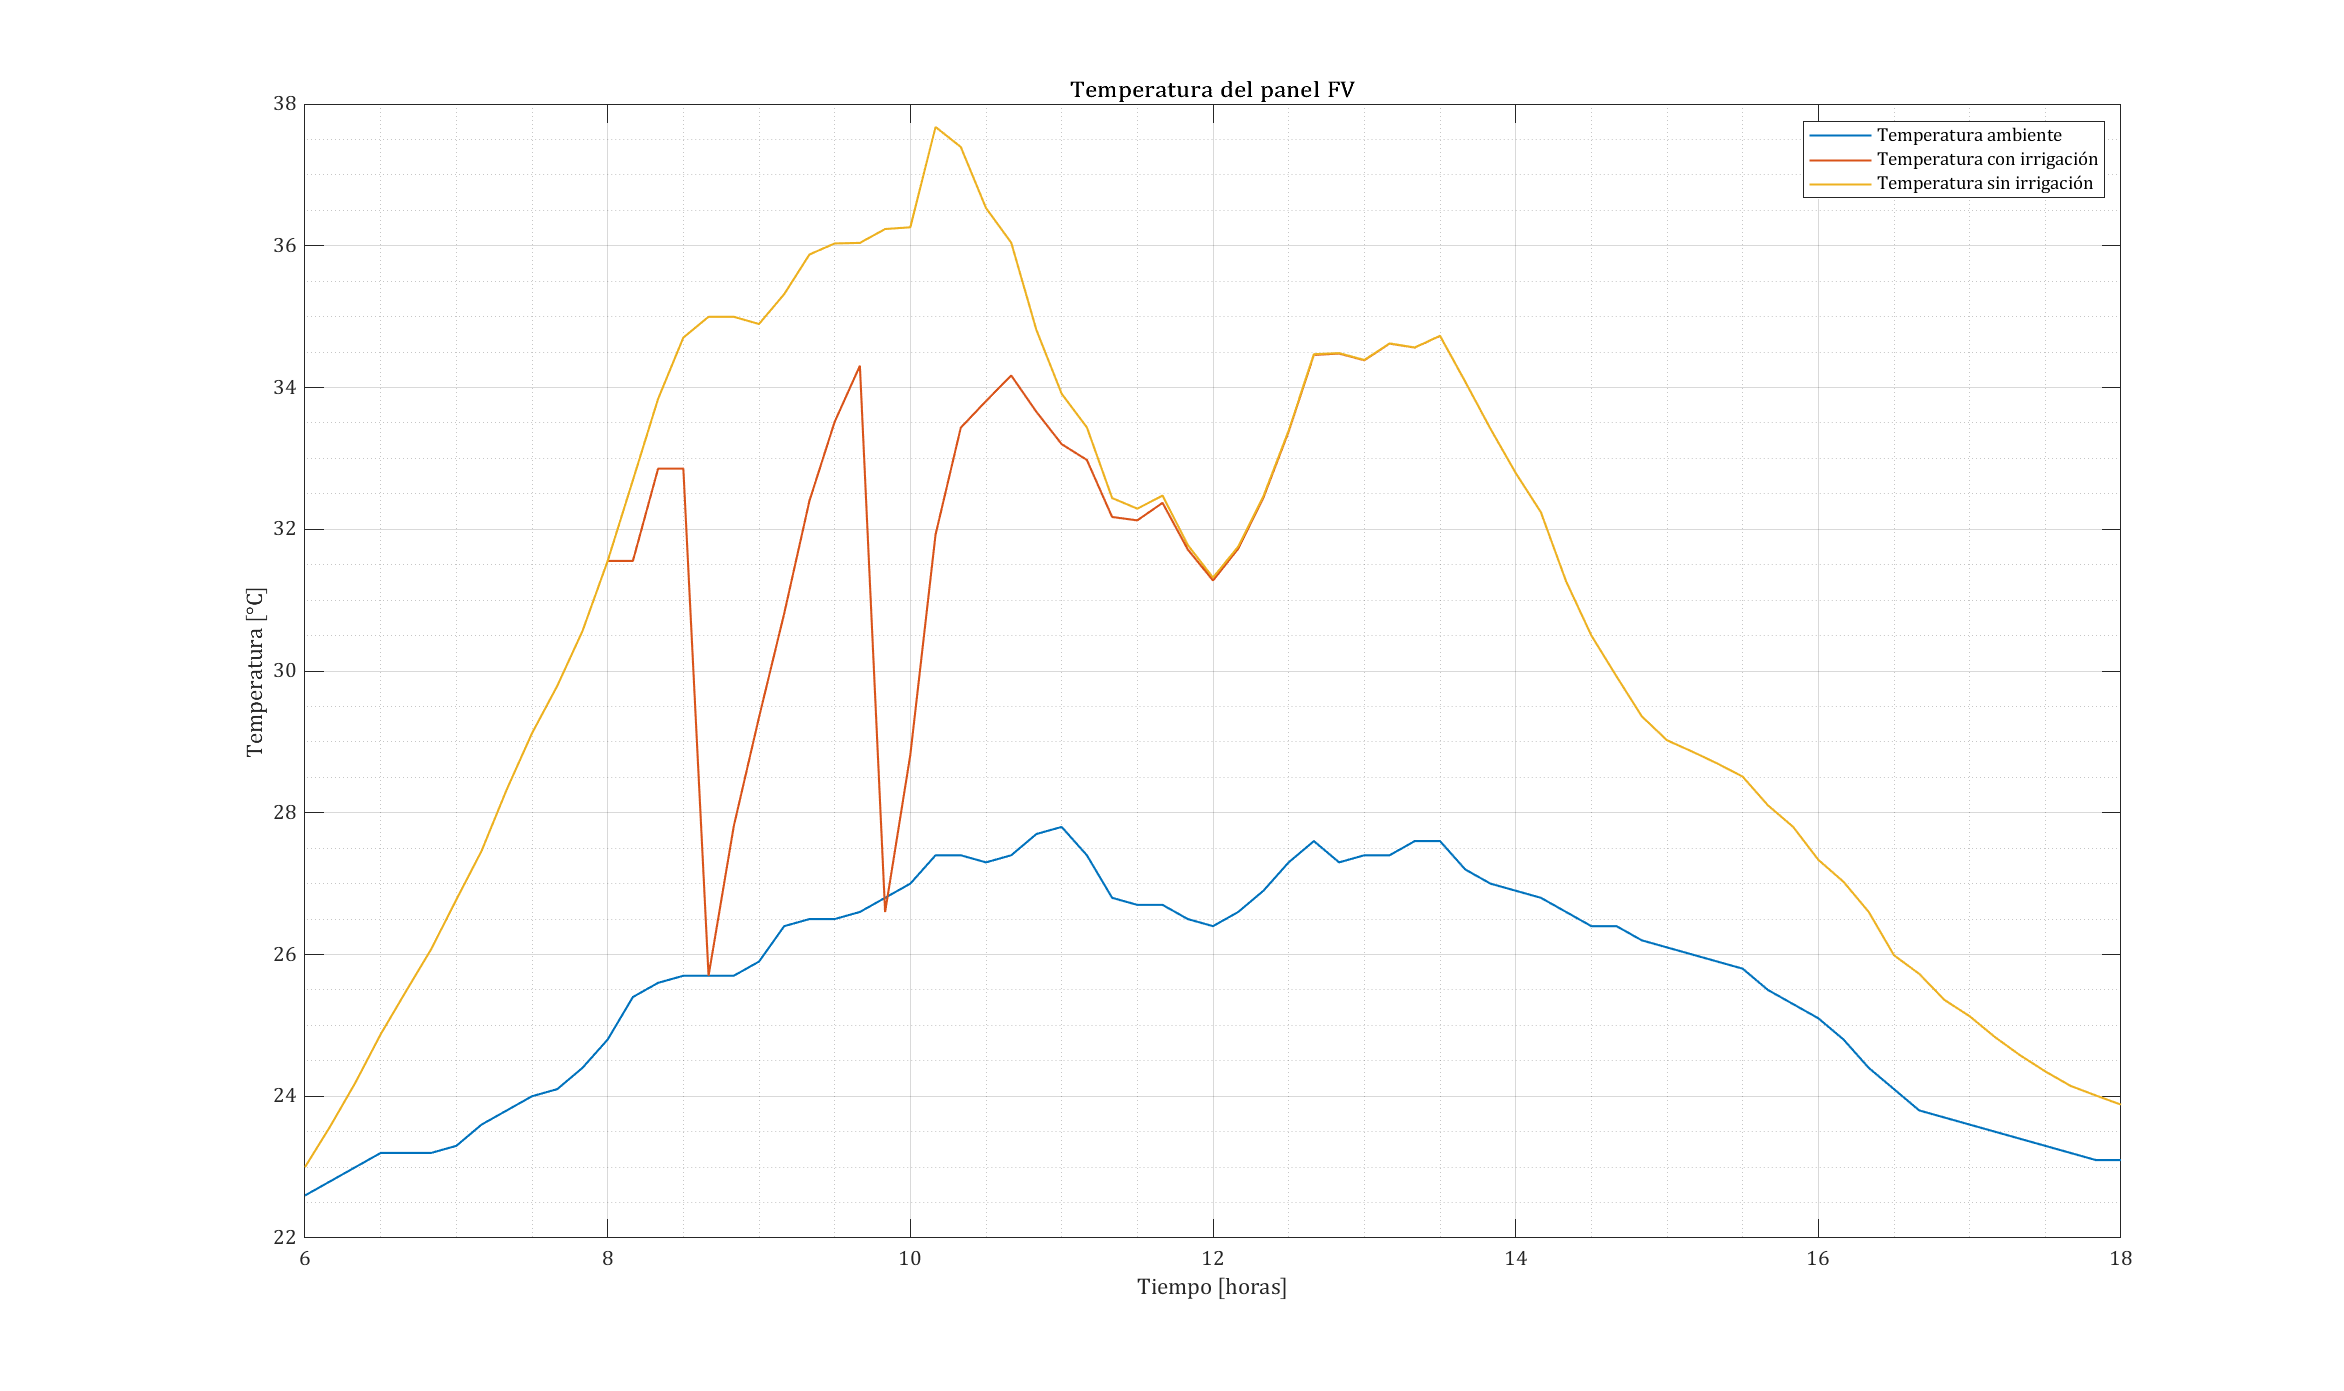 Temperatura del panel FV
38
36
34
32
30
28
26
24
22
Temperatura [°C]
Temperatura ambiente
Temperatura con irrigación
Temperatura sin irrigación
6 8 10 12 14 16 18
Tiempo [horas]